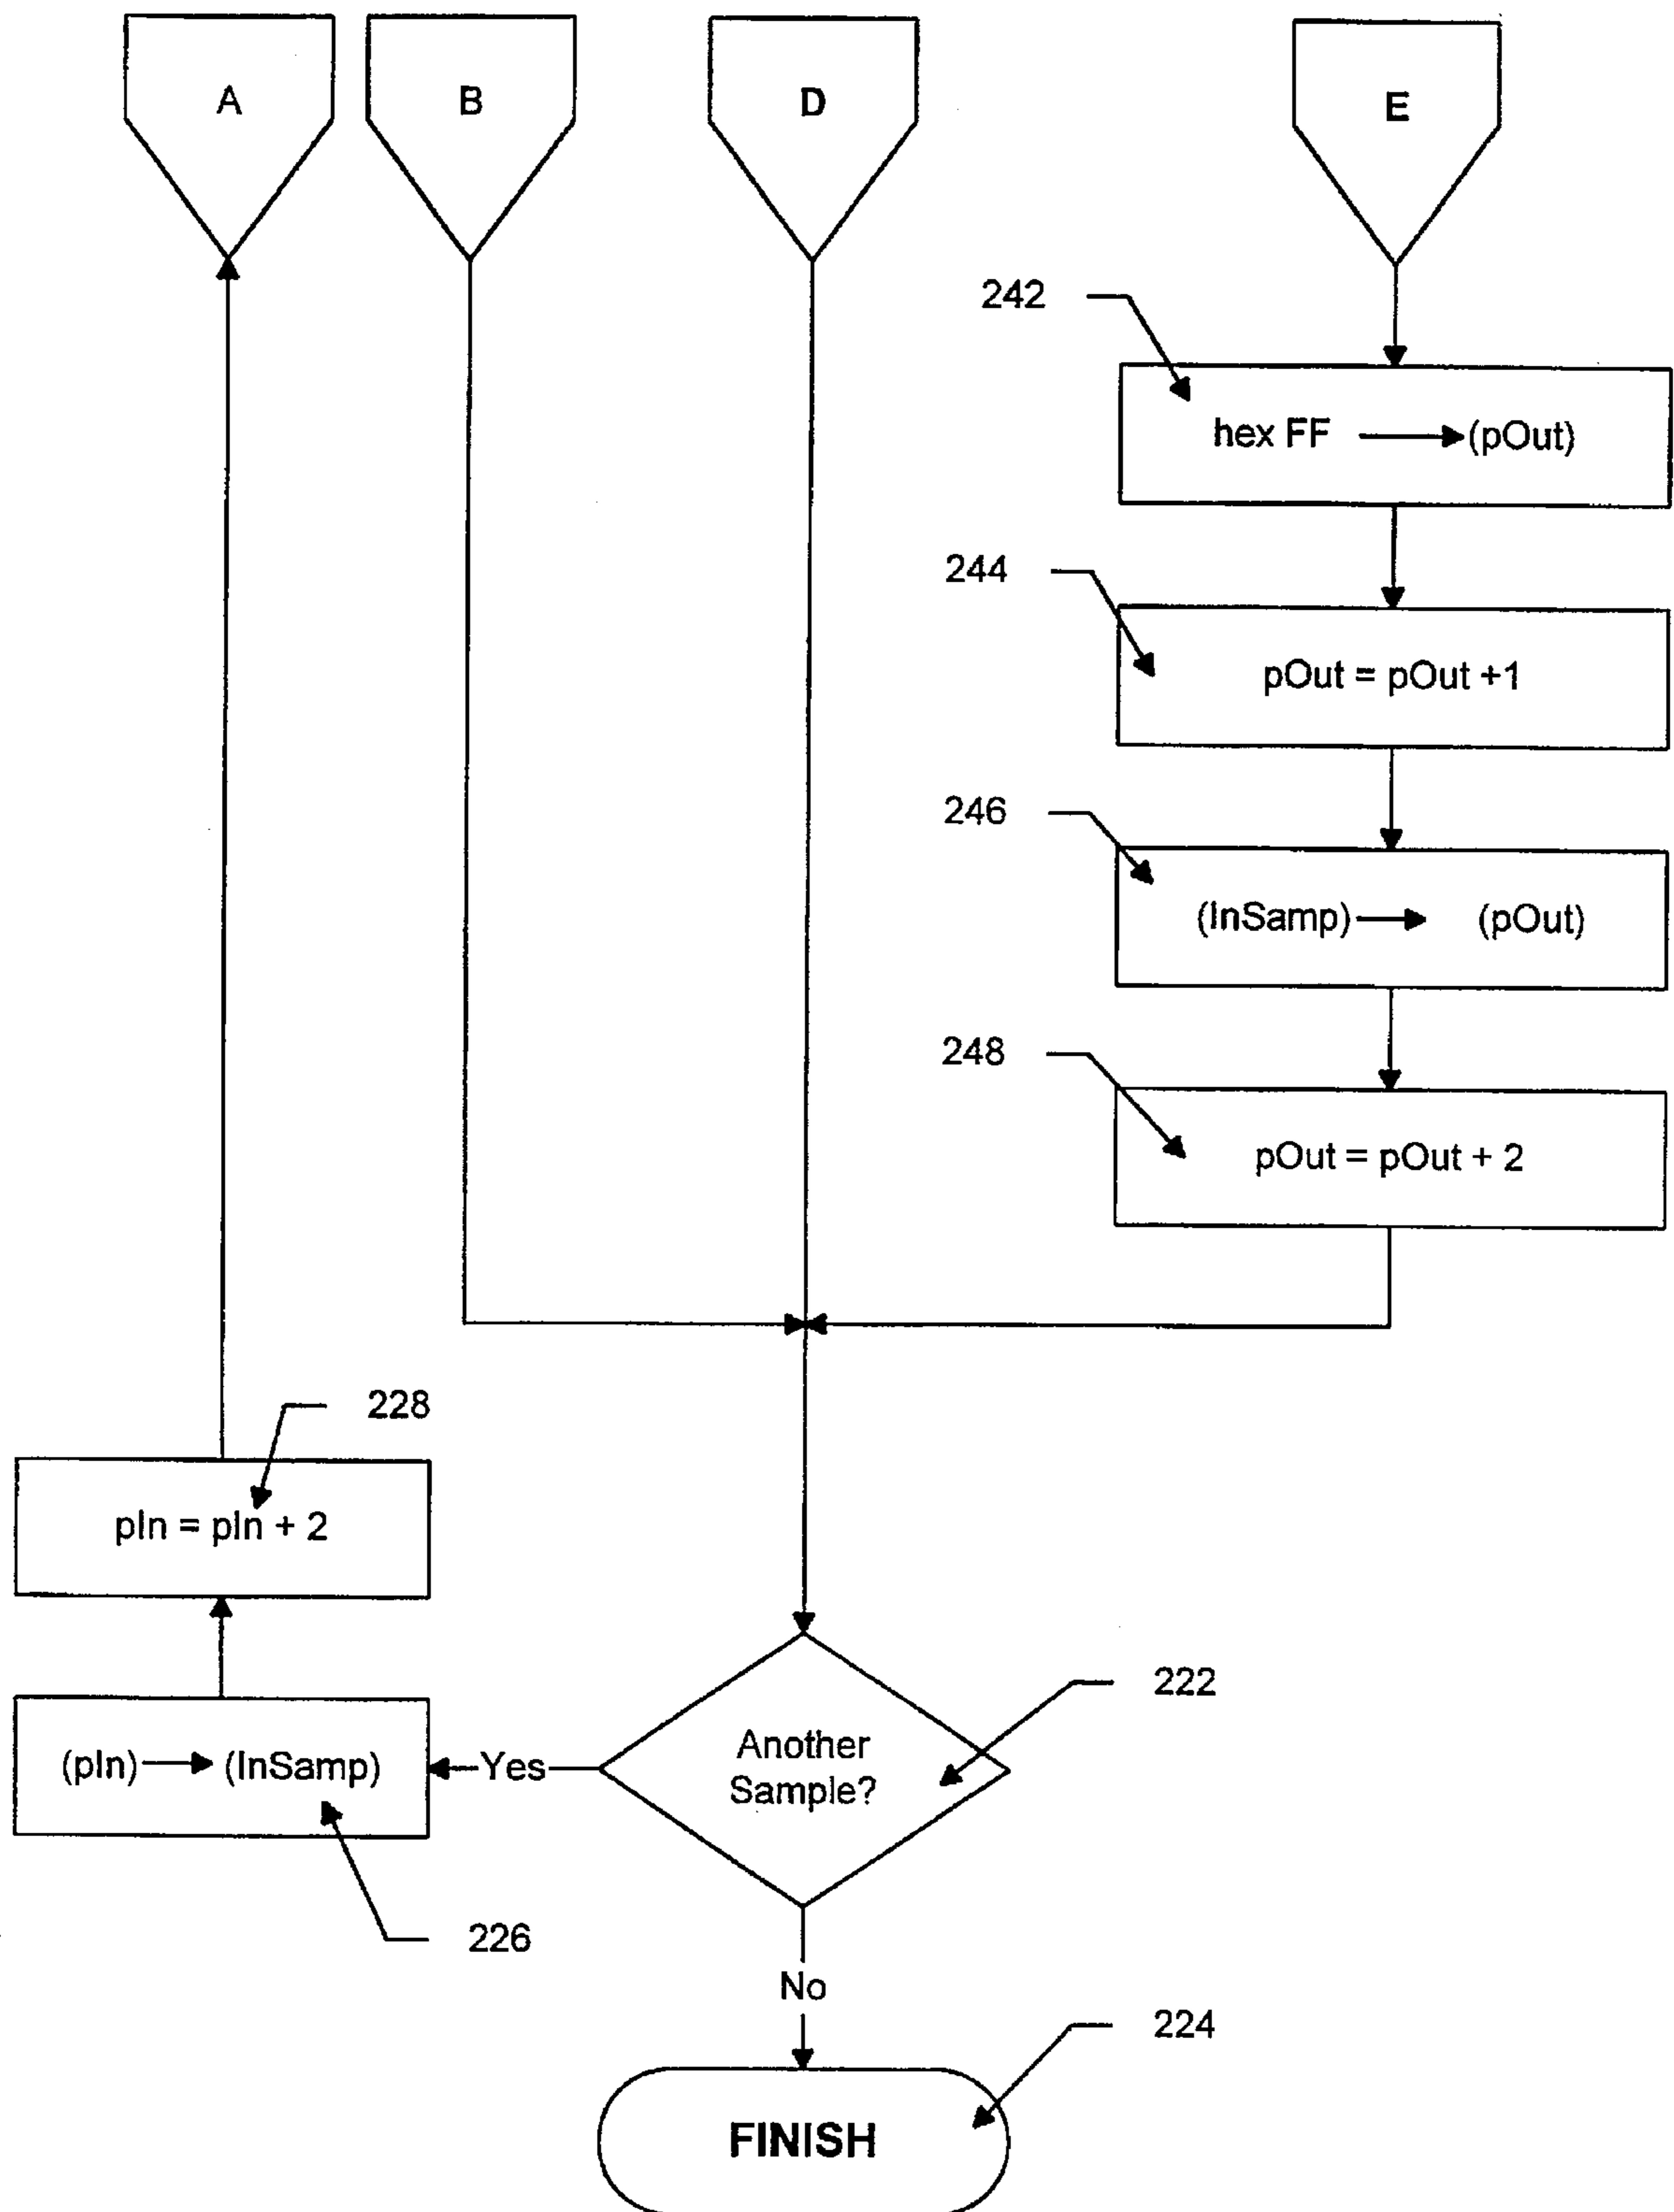 A
B
D
E
242
hex FF (pOut)
244
pOut = pOut +1
246
(InSamp) (pOut)
248
pOut = pOut + 2
228
pIn = pIn + 2
222
Another
Sample?
Yes
(pIn) (InSamp)
226
No
224
FINISH